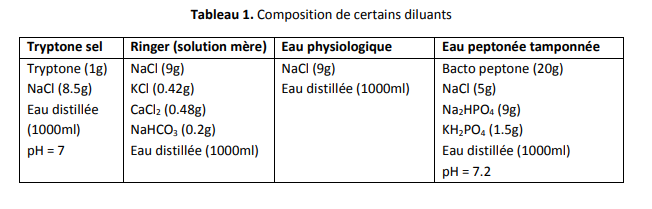 Tableau 1. Composition de certains diluants
Tryptone sel
Tryptone (1g)
NaCl (8.5g)
Eau distillée
(1000ml)
pH = 7
Ringer (solution mère)
NaCl (9g)
KCl (0.42g)
CaCl₂ (0.48g)
NaHCO₃ (0.2g)
Eau distillée (1000ml)
Eau physiologique
NaCl (9g)
Eau distillée (1000ml)
Eau peptonée tamponnée
Bacto peptone (20g)
NaCl (5g)
Na₂HPO₄ (9g)
KH₂PO₄ (1.5g)
Eau distillée (1000ml)
pH = 7.2